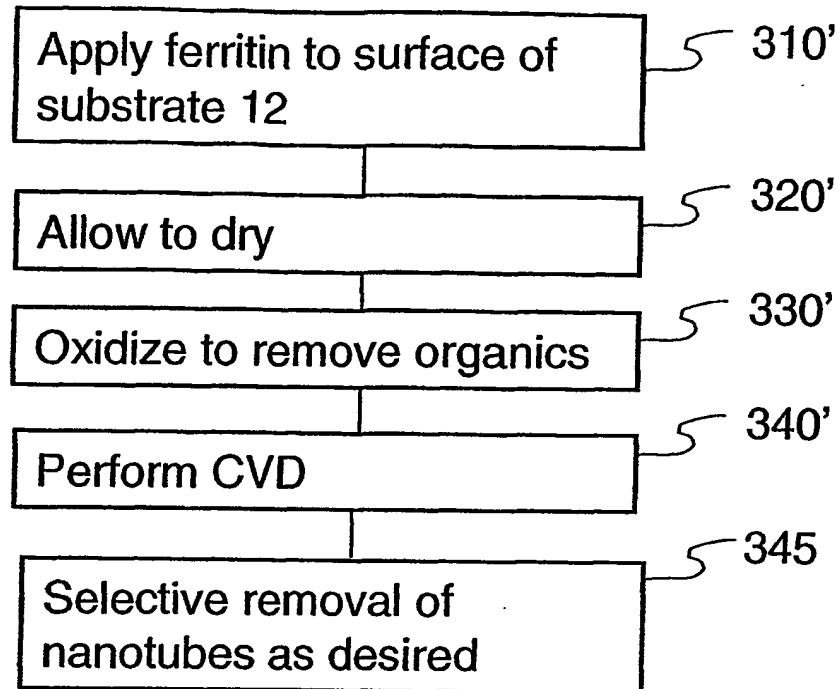 Apply ferritin to surface of
substrate 12
310'
Allow to dry
320'
Oxidize to remove organics
330'
Perform CVD
340'
Selective removal of
nanotubes as desired
345